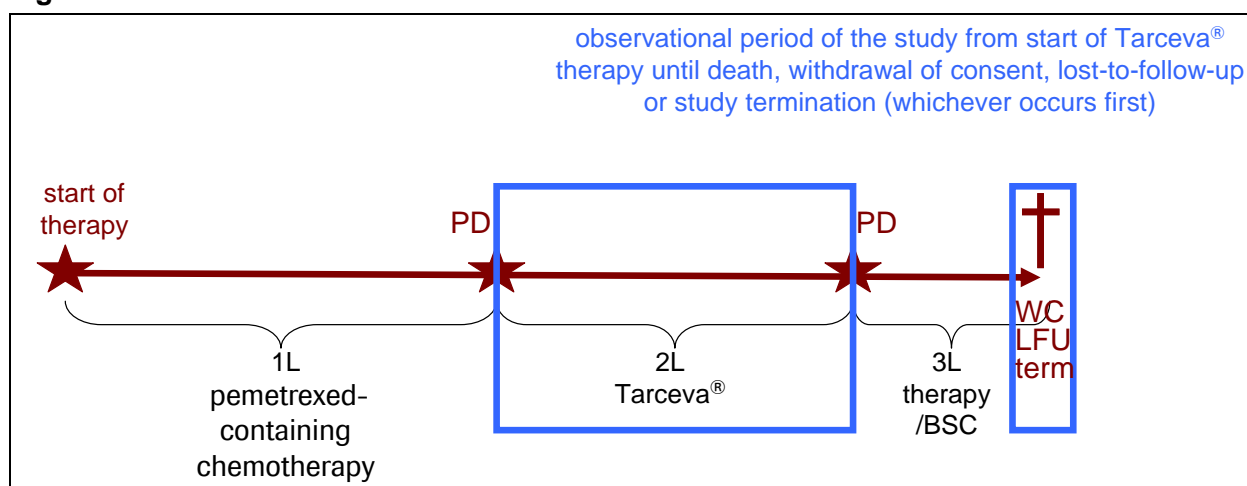 observational period of the study from start of Tarceva®
therapy until death, withdrawal of consent, lost-to-follow-up
or study termination (whichever occurs first)
start of
therapy
PD
PD
WC
LFU
term
1L
pemetrexed-
containing
chemotherapy
2L
Tarceva®
3L
therapy
/BSC